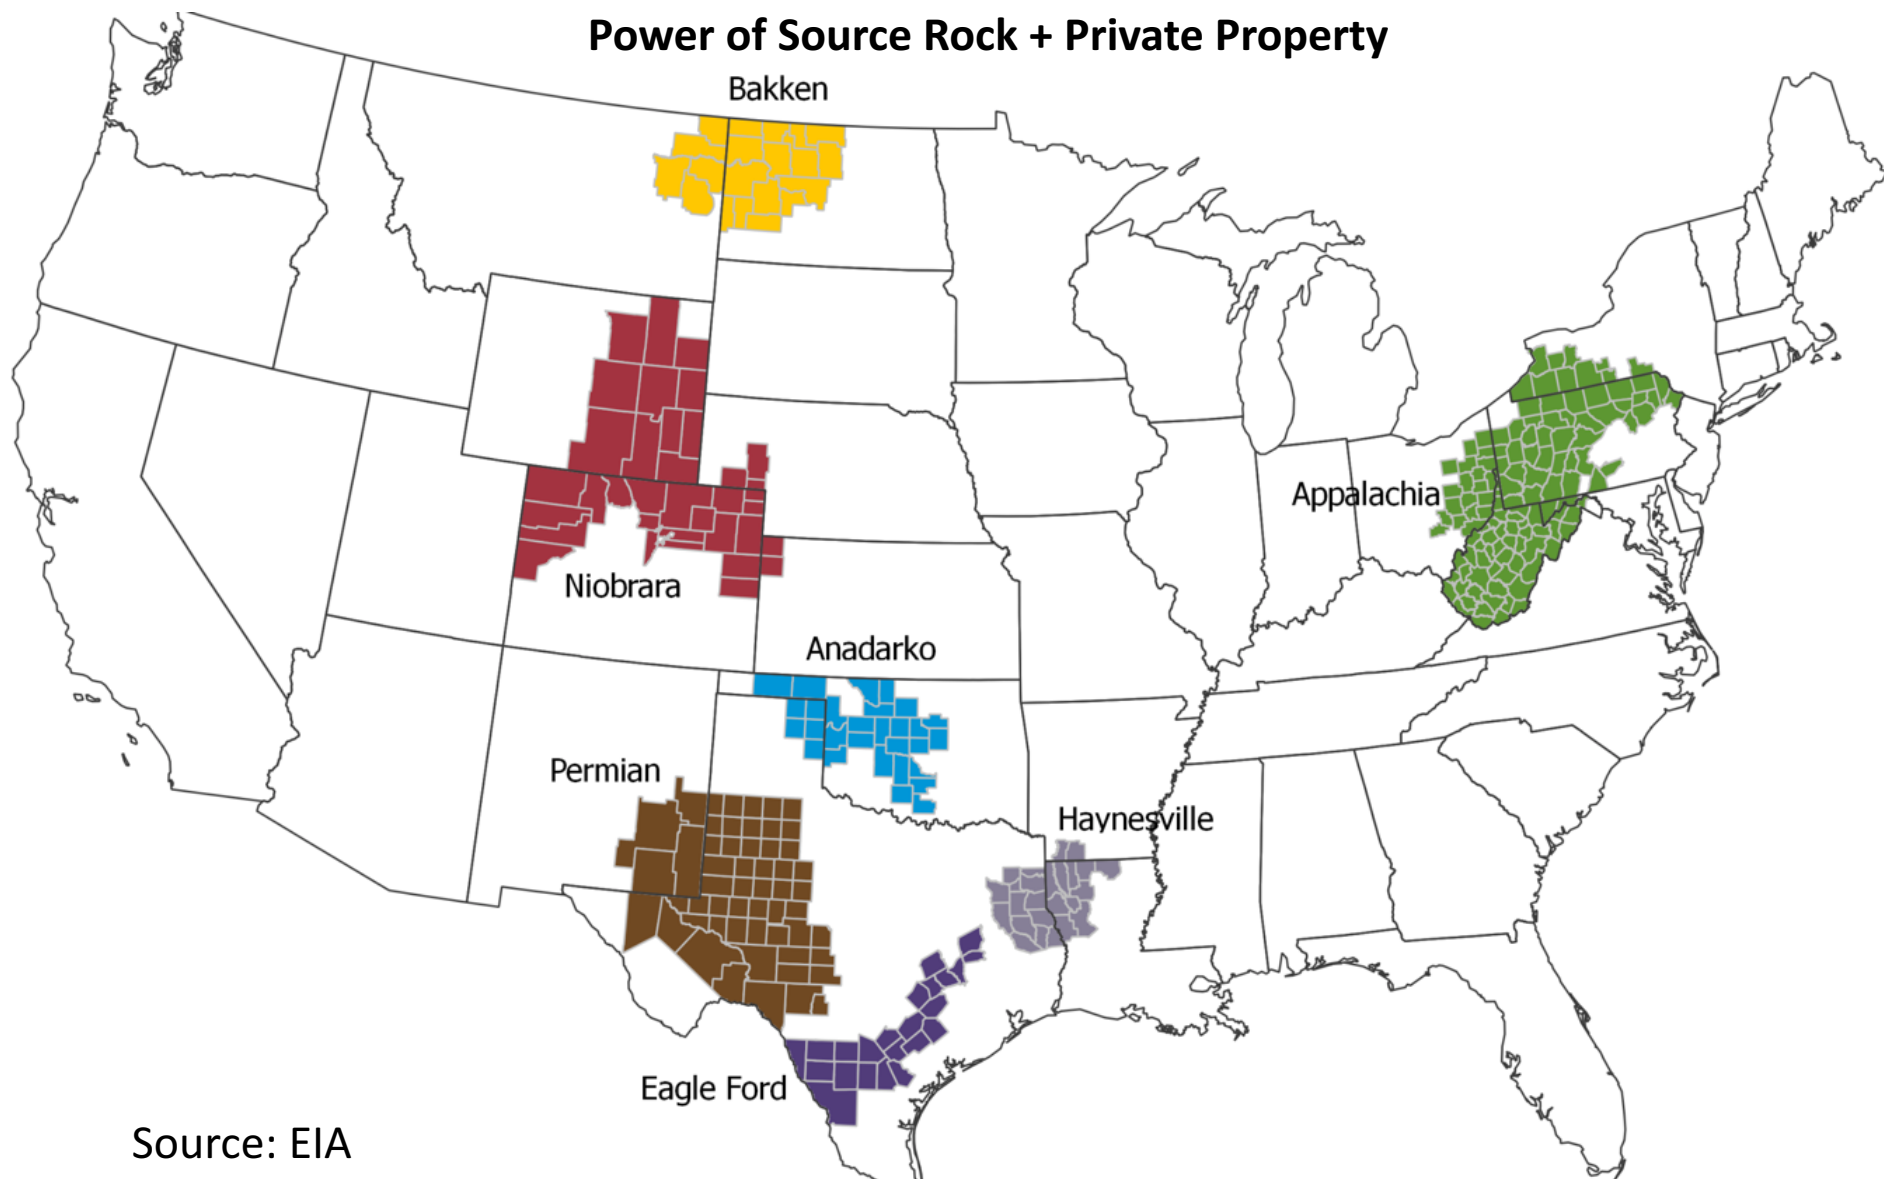 Power of Source Rock + Private Property
Bakken
Appalachia
Niobrara
Anadarko
Permian
Haynesville
Eagle Ford
Source: EIA